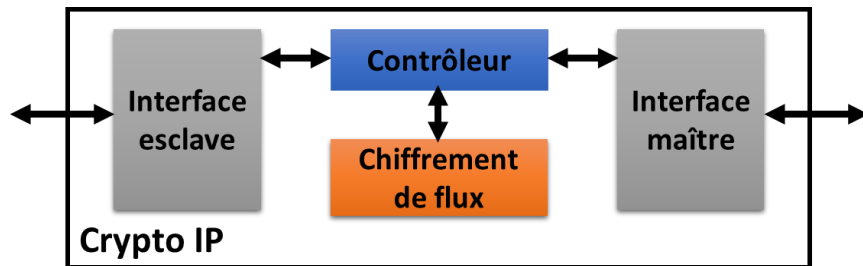 Interface
esclave
Contrôleur
Chiffrement
de flux
Interface
maître
Crypto IP